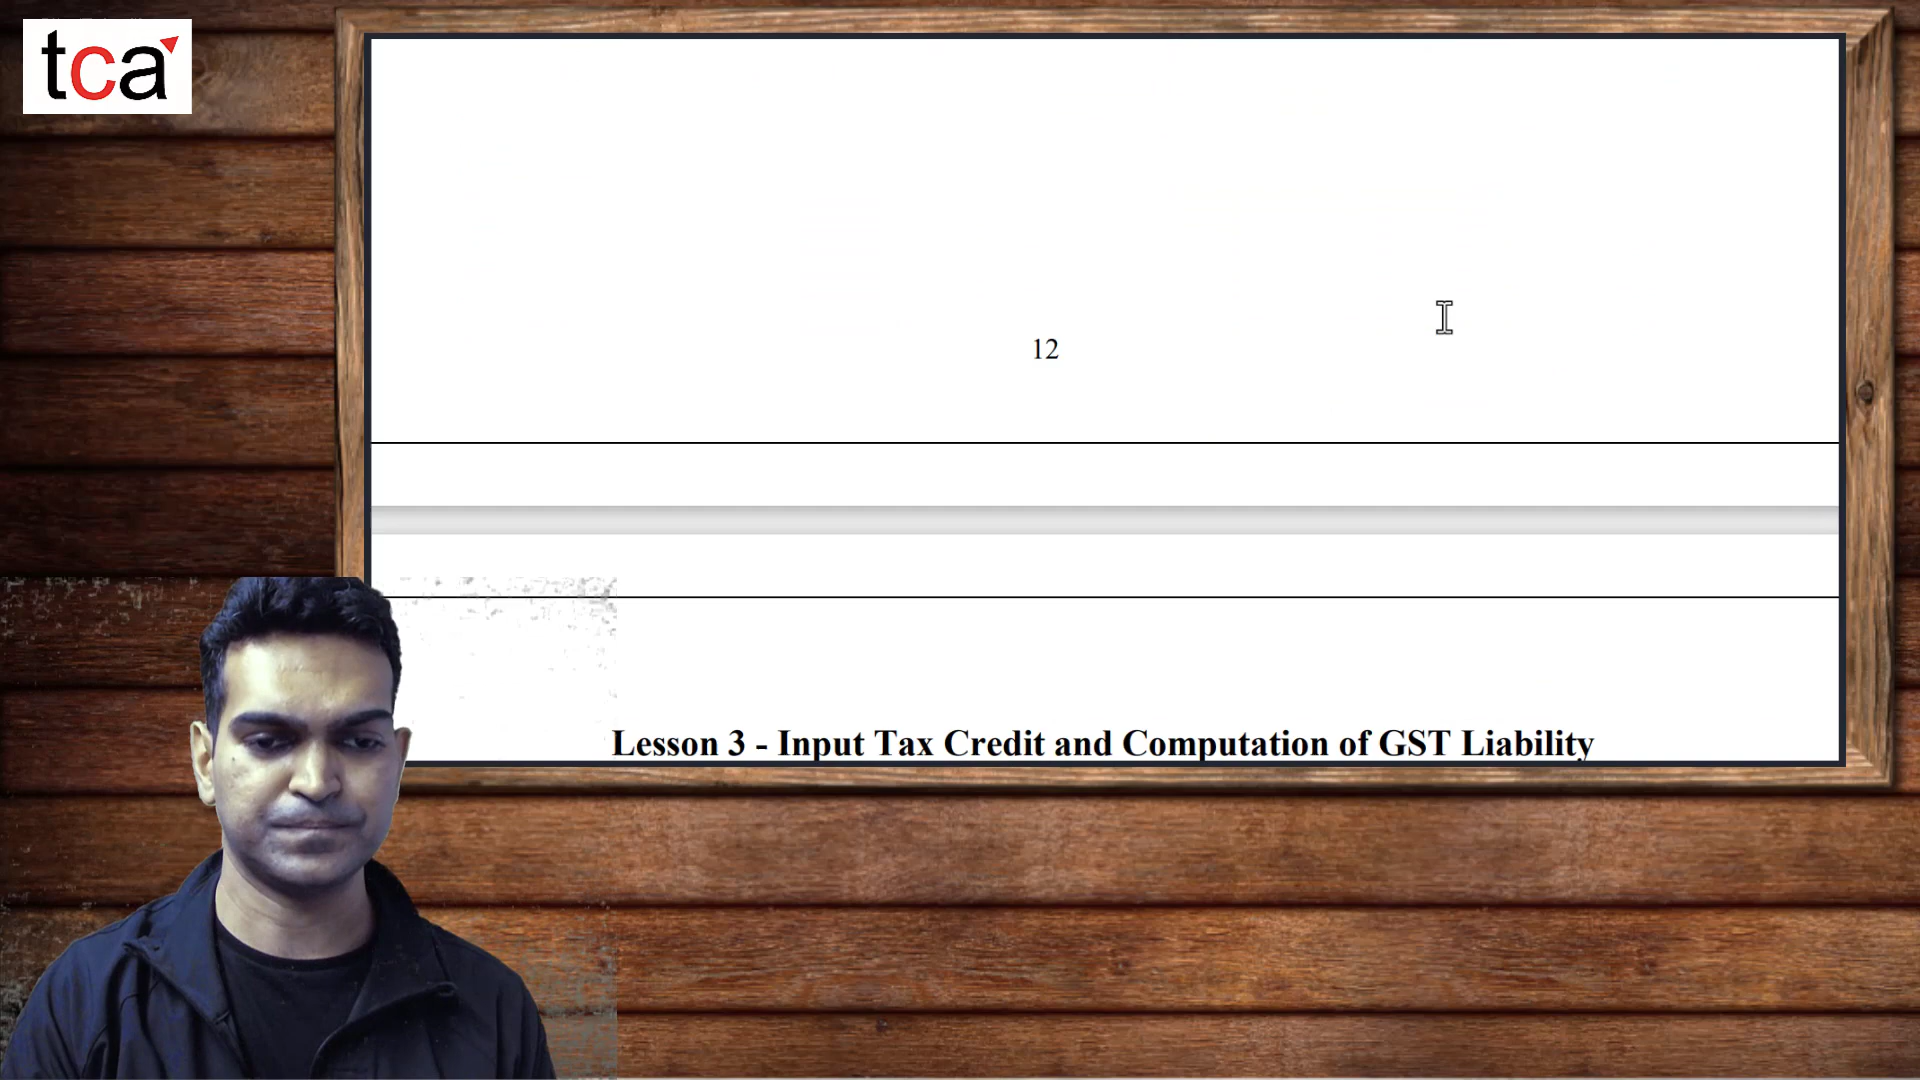 tca
12
Lesson 3 - Input Tax Credit and Computation of GST Liability